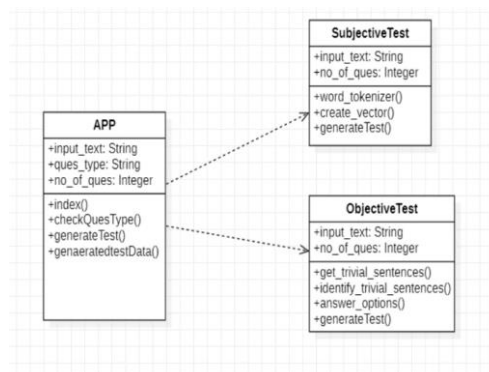 SubjectiveTest
+input_text: String
+no_of_ques: Integer
+word_tokenizer()
+create_vector()
+generateTest()
APP
+input_text: String
+ques_type: String
+no_of_ques: Integer
+index()
+checkQuesType()
+generateTest()
+genaeratedtestData()
ObjectiveTest
+input_text: String
+no_of_ques: Integer
+get_trivial_sentences()
+identify_trivial_sentences()
+answer_options()
+generateTest()